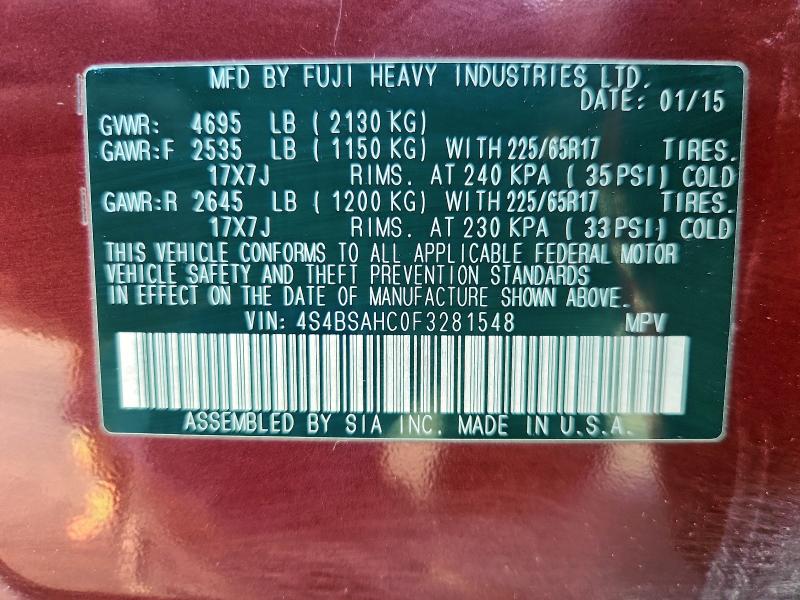 MFD BY FUJI HEAVY INDUSTRIES LTD.
DATE: 01/15
GVWR: 4695 LB ( 2130 KG)
GAWR:F 2535 LB ( 1150 KG) WITH 225/65R17 TIRES.
17X7J RIMS. AT 240 KPA ( 35 PSI) COLD
GAWR:R 2645 LB ( 1200 KG) WITH 225/65R17 TIRES.
17X7J RIMS. AT 230 KPA ( 33 PSI) COLD
THIS VEHICLE CONFORMS TO ALL APPLICABLE FEDERAL MOTOR
VEHICLE SAFETY AND THEFT PREVENTION STANDARDS
IN EFFECT ON THE DATE OF MANUFACTURE SHOWN ABOVE.
VIN: 4S4BSAHC0F3281548 MPV
ASSEMBLED BY SIA INC. MADE IN U.S.A.